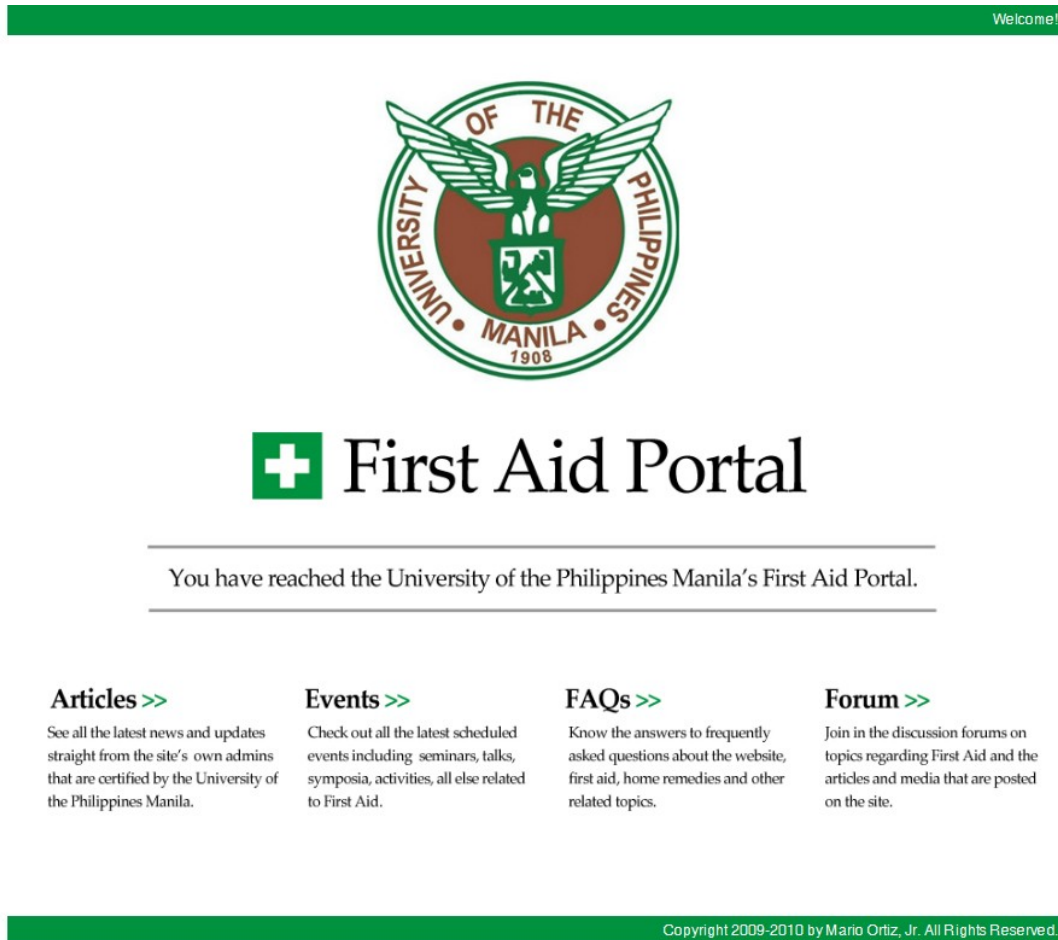 Welcome!
UNIVERSITY OF THE PHILIPPINES
MANILA
1908
First Aid Portal
You have reached the University of the Philippines Manila's First Aid Portal.
Articles >>
See all the latest news and updates
straight from the site's own admins
that are certified by the University of
the Philippines Manila.
Events >>
Check out all the latest scheduled
events including seminars, talks,
symposia, activities, all else related
to First Aid.
FAQs >>
Know the answers to frequently
asked questions about the website,
first aid, home remedies and other
related topics.
Forum >>
Join in the discussion forums on
topics regarding First Aid and the
articles and media that are posted
on the site.
Copyright 2009-2010 by Mario Ortiz, Jr. All Rights Reserved.